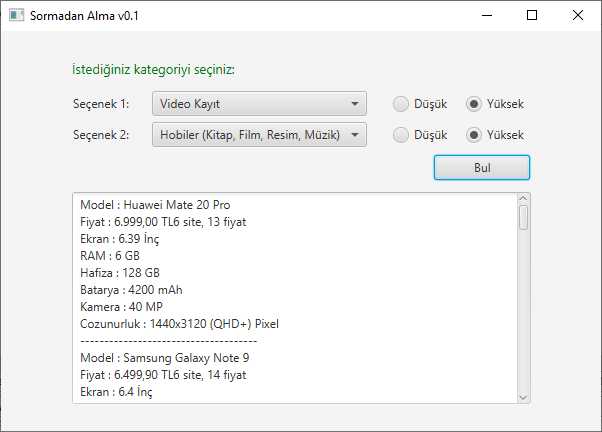 Sormadan Alma v0.1
İstediğiniz kategoriyi seçiniz:
Seçenek 1: Video Kayıt Düşük Yüksek
Seçenek 2: Hobiler (Kitap, Film, Resim, Müzik) Düşük Yüksek
Bul
Model : Huawei Mate 20 Pro
Fiyat : 6.999,00 TL6 site, 13 fiyat
Ekran : 6.39 İnç
RAM : 6 GB
Hafiza : 128 GB
Batarya : 4200 mAh
Kamera : 40 MP
Cozunurluk : 1440x3120 (QHD+) Pixel
-------------------------------------
Model : Samsung Galaxy Note 9
Fiyat : 6.499,90 TL6 site, 14 fiyat
Ekran : 6.4 İnç